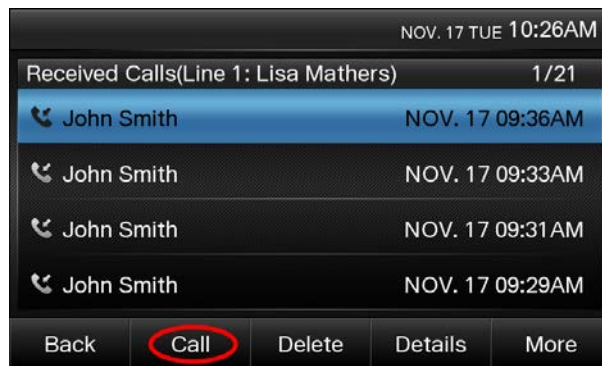 NOV. 17 TUE 10:26AM
Received Calls(Line 1: Lisa Mathers) 1/21
John Smith NOV. 17 09:36AM
John Smith NOV. 17 09:33AM
John Smith NOV. 17 09:31AM
John Smith NOV. 17 09:29AM
Back Call Delete Details More